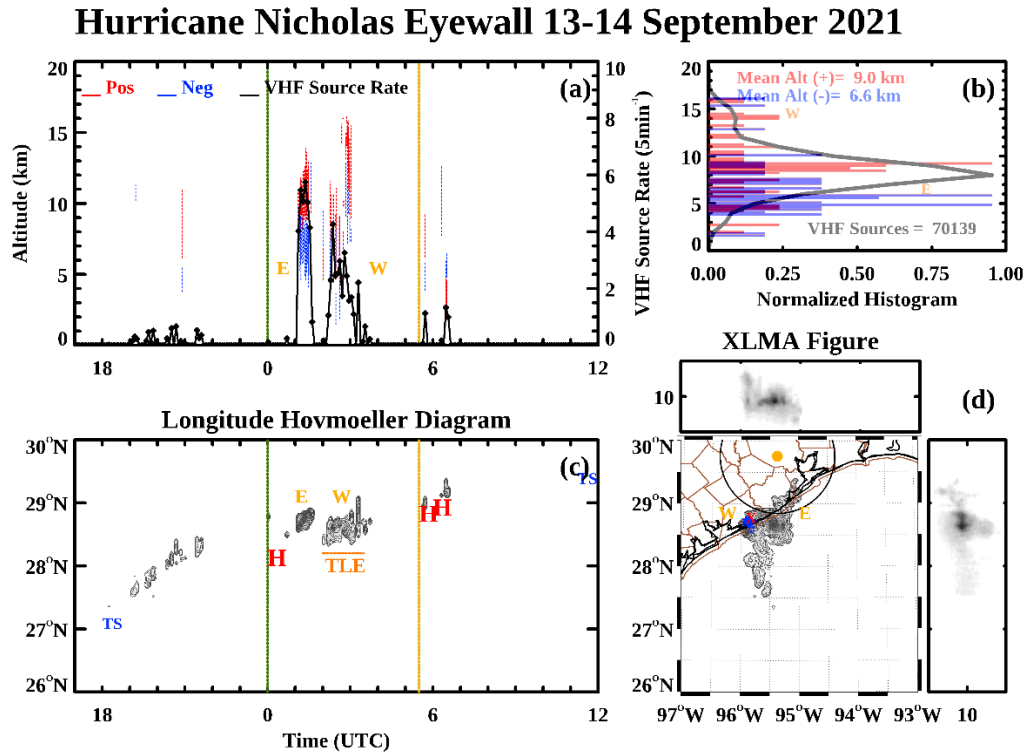 Hurricane Nicholas Eyewall 13-14 September 2021
20
15
10
5
0
Altitude (km)
Pos
Neg
VHF Source Rate
(a)
E
W
10
8
6
4
2
0
VHF Source Rate (5min⁻¹)
18
0
6
12
20
15
10
5
0
Mean Alt (+)= 9.0 km
Mean Alt (-)= 6.6 km
(b)
W
E
VHF Sources = 70139
0.00
0.25
0.50
0.75
1.00
Normalized Histogram
Longitude Hovmoeller Diagram
30°N
29°N
28°N
27°N
26°N
(c)
TS
E
W
H
H
H
TLE
TS
18
0
6
12
Time (UTC)
XLMA Figure
10
(d)
30°N
29°N
28°N
27°N
26°N
W
E
97°W
96°W
95°W
94°W
93°W
10